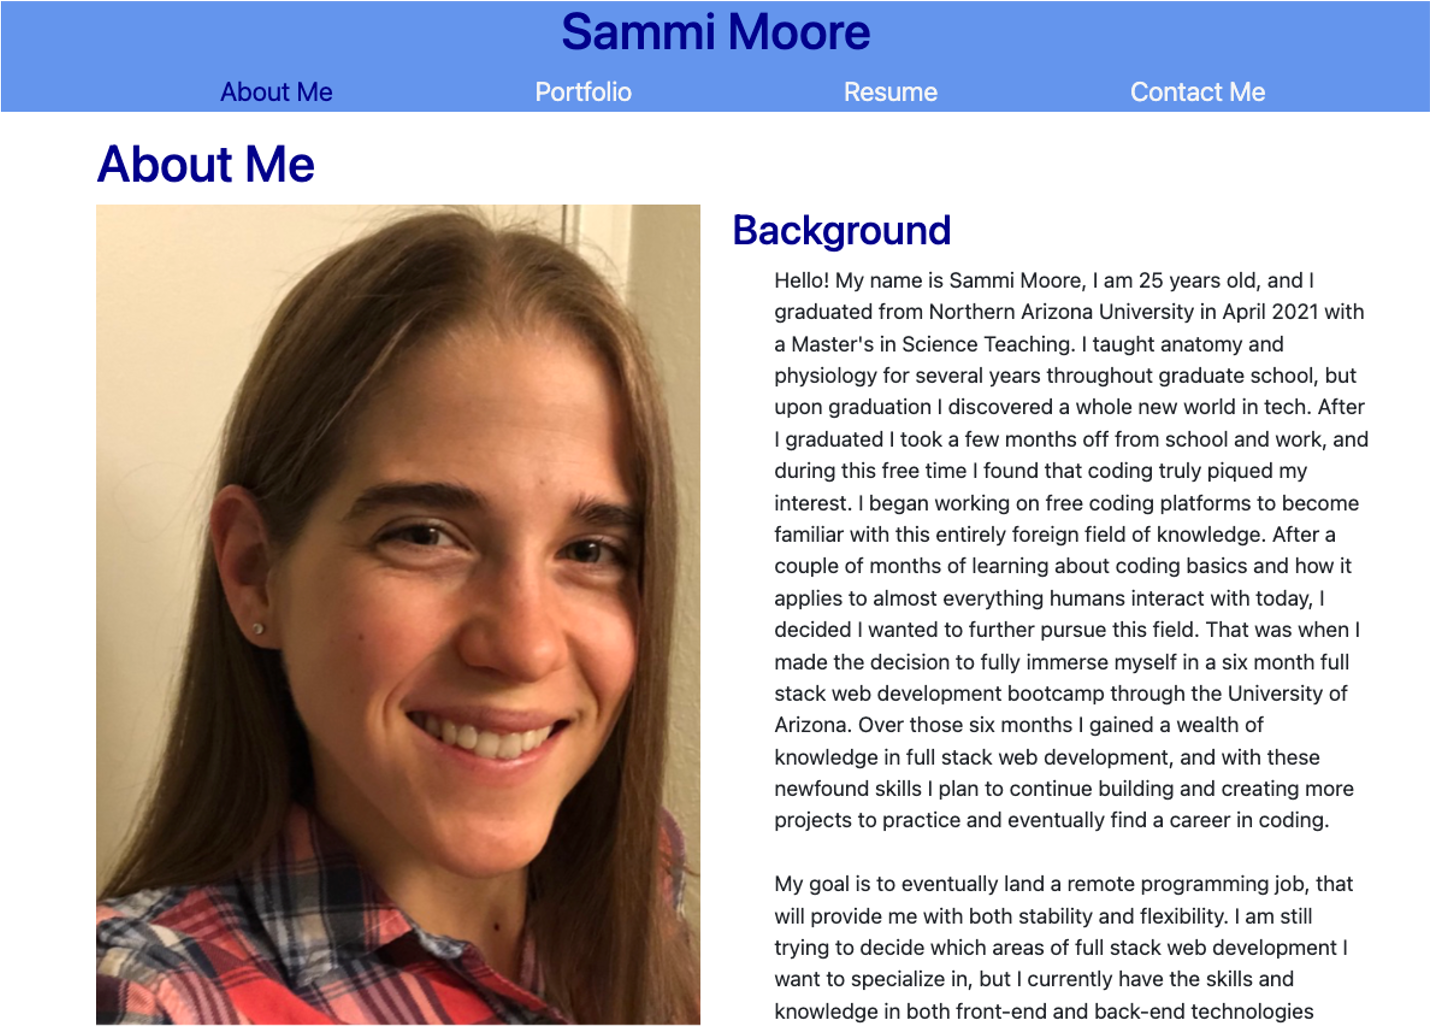 Sammi Moore
About Me Portfolio Resume Contact Me
About Me
Background
Hello! My name is Sammi Moore, I am 25 years old, and I
graduated from Northern Arizona University in April 2021 with
a Master's in Science Teaching. I taught anatomy and
physiology for several years throughout graduate school, but
upon graduation I discovered a whole new world in tech. After
I graduated I took a few months off from school and work, and
during this free time I found that coding truly piqued my
interest. I began working on free coding platforms to become
familiar with this entirely foreign field of knowledge. After a
couple of months of learning about coding basics and how it
applies to almost everything humans interact with today, I
decided I wanted to further pursue this field. That was when I
made the decision to fully immerse myself in a six month full
stack web development bootcamp through the University of
Arizona. Over those six months I gained a wealth of
knowledge in full stack web development, and with these
newfound skills I plan to continue building and creating more
projects to practice and eventually find a career in coding.
My goal is to eventually land a remote programming job, that
will provide me with both stability and flexibility. I am still
trying to decide which areas of full stack web development I
want to specialize in, but I currently have the skills and
knowledge in both front-end and back-end technologies